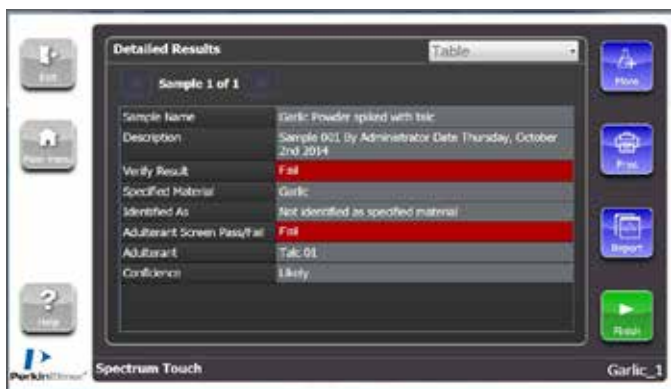 Detailed Results
Table
Sample 1 of 1
Exit
Main menu
Help
PerkinElmer
Sample Name
Garlic Powder spiked with talc
Description
Sample 001 By Administrator Date Thursday, October
2nd 2014
Verify Result
Fail
Specified Material
Garlic
Identified As
Not identified as specified material
Adulterant Screen Pass/Fail
Fail
Adulterant
Talc 01
Confidence
Likely
More
Print
Report
Finish
Spectrum Touch
Garlic_1